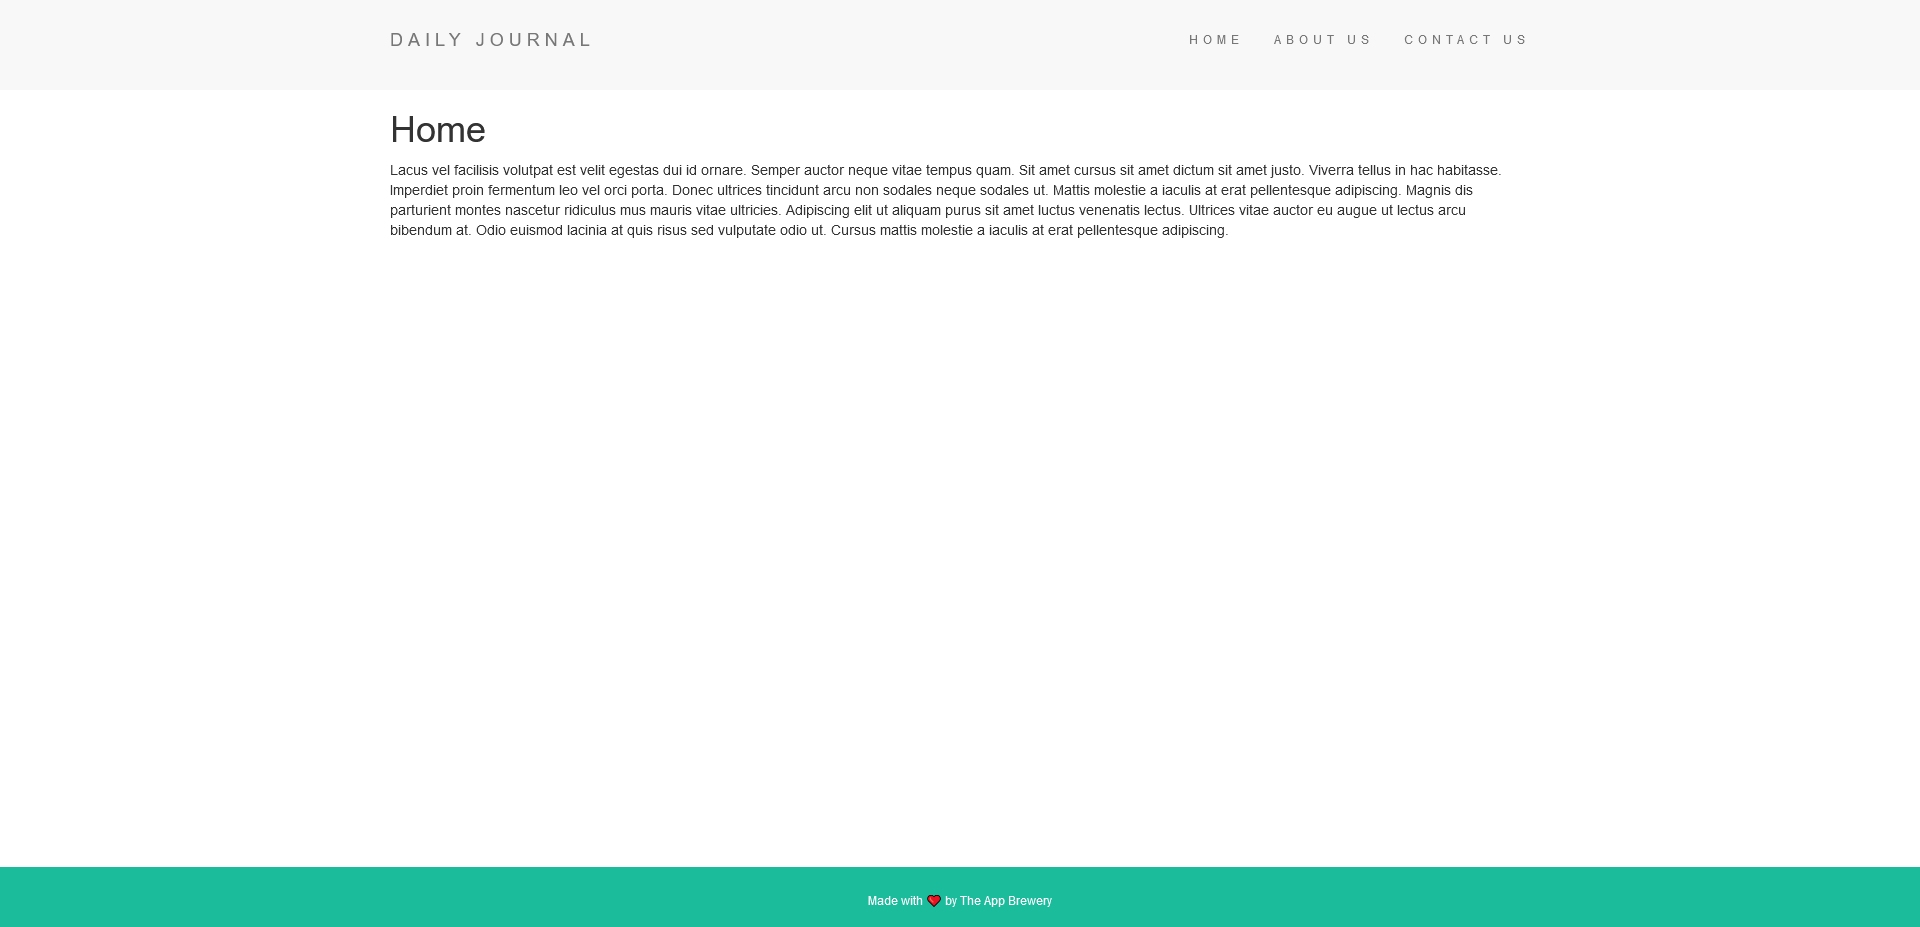 DAILY JOURNAL
HOME ABOUT US CONTACT US
Home
Lacus vel facilisis volutpat est velit egestas dui id ornare. Semper auctor neque vitae tempus quam. Sit amet cursus sit amet dictum sit amet justo. Viverra tellus in hac habitasse.
Imperdiet proin fermentum leo vel orci porta. Donec ultrices tincidunt arcu non sodales neque sodales ut. Mattis molestie a iaculis at erat pellentesque adipiscing. Magnis dis
parturient montes nascetur ridiculus mus mauris vitae ultricies. Adipiscing elit ut aliquam purus sit amet luctus venenatis lectus. Ultrices vitae auctor eu augue ut lectus arcu
bibendum at. Odio euismod lacinia at quis risus sed vulputate odio ut. Cursus mattis molestie a iaculis at erat pellentesque adipiscing.
Made with ❤️ by The App Brewery